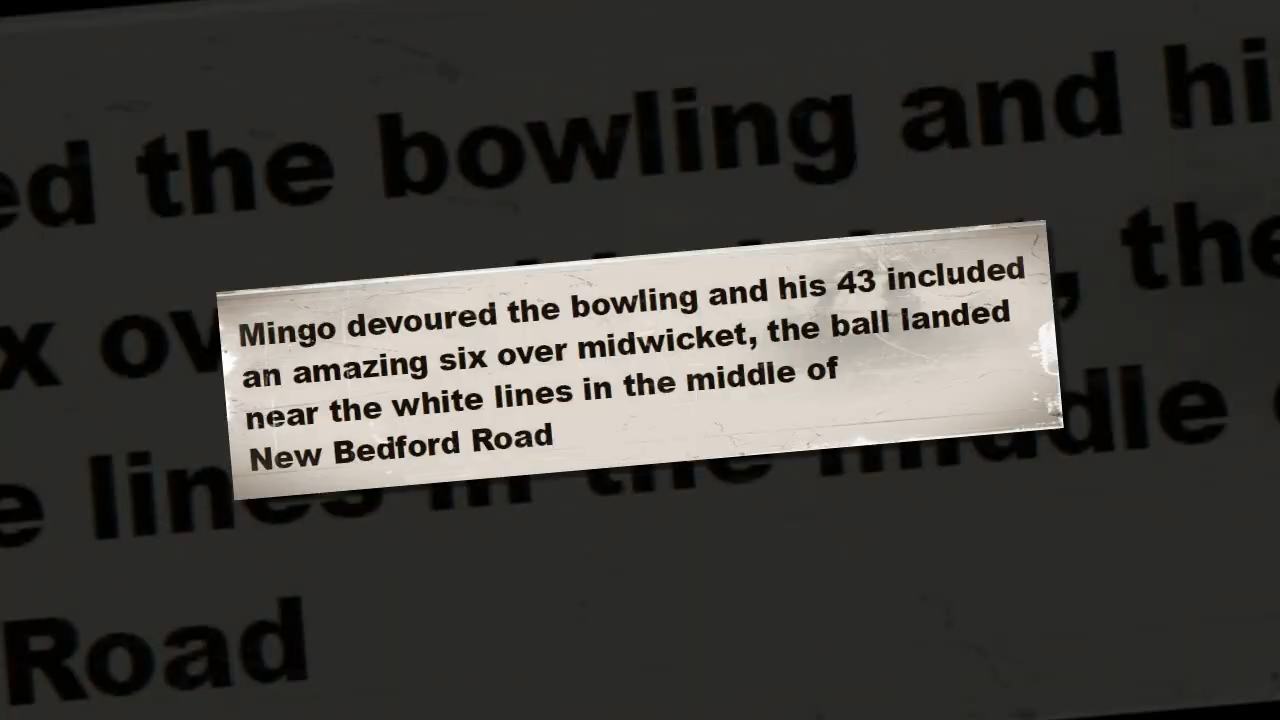 Mingo devoured the bowling and his 43 included
an amazing six over midwicket, the ball landed
near the white lines in the middle of
New Bedford Road